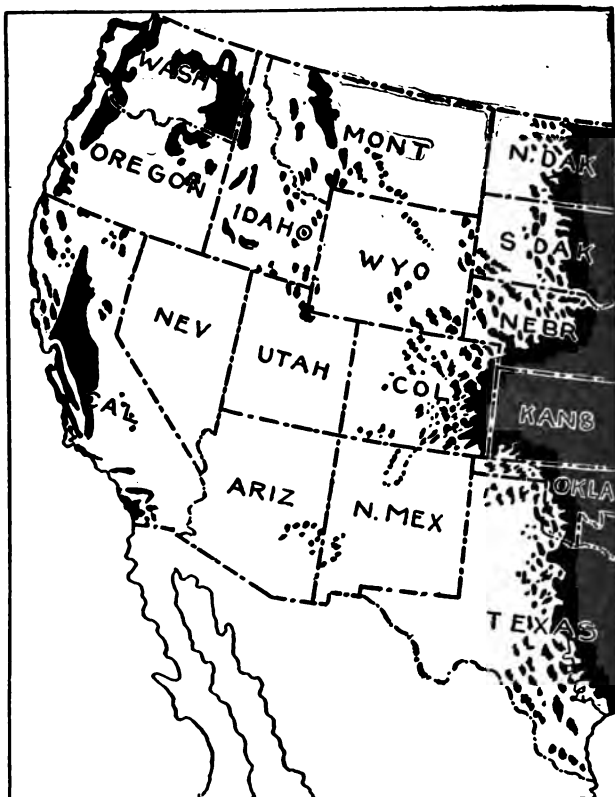 WASH
MONT
N. DAK
OREGON
IDAHO
S DAK
WYO
NEBR
NEV
UTAH
COL
CAL
KANS
ARIZ
N. MEX
OKLA
TEXAS